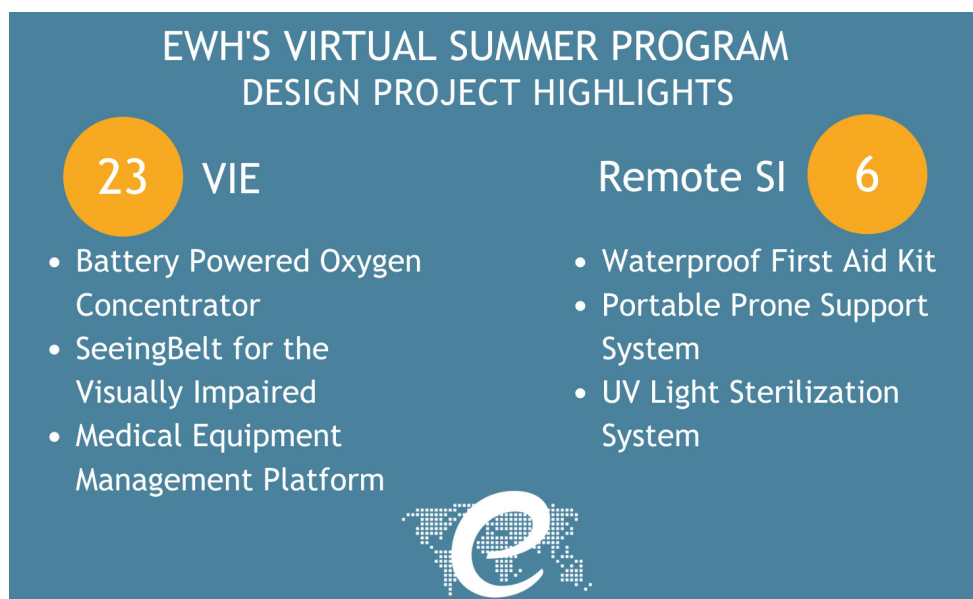 EWH'S VIRTUAL SUMMER PROGRAM
DESIGN PROJECT HIGHLIGHTS
23 VIE
• Battery Powered Oxygen
Concentrator
• SeeingBelt for the
Visually Impaired
• Medical Equipment
Management Platform
Remote SI 6
• Waterproof First Aid Kit
• Portable Prone Support
System
• UV Light Sterilization
System
e